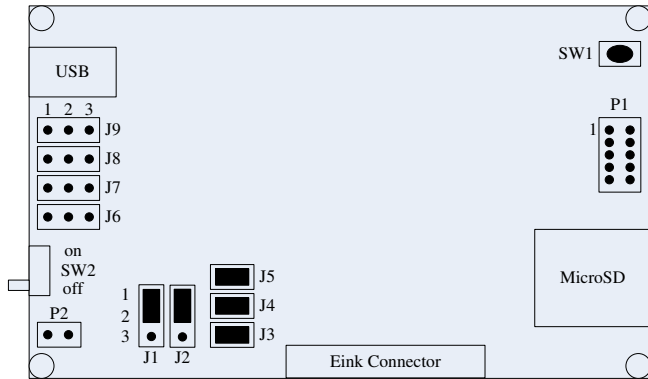 SW1
USB
P1
1 2 3
J9
1
J8
J7
J6
on
SW2
off
MicroSD
J5
1
J4
2
P2
3
J3
J1
J2
Eink Connector